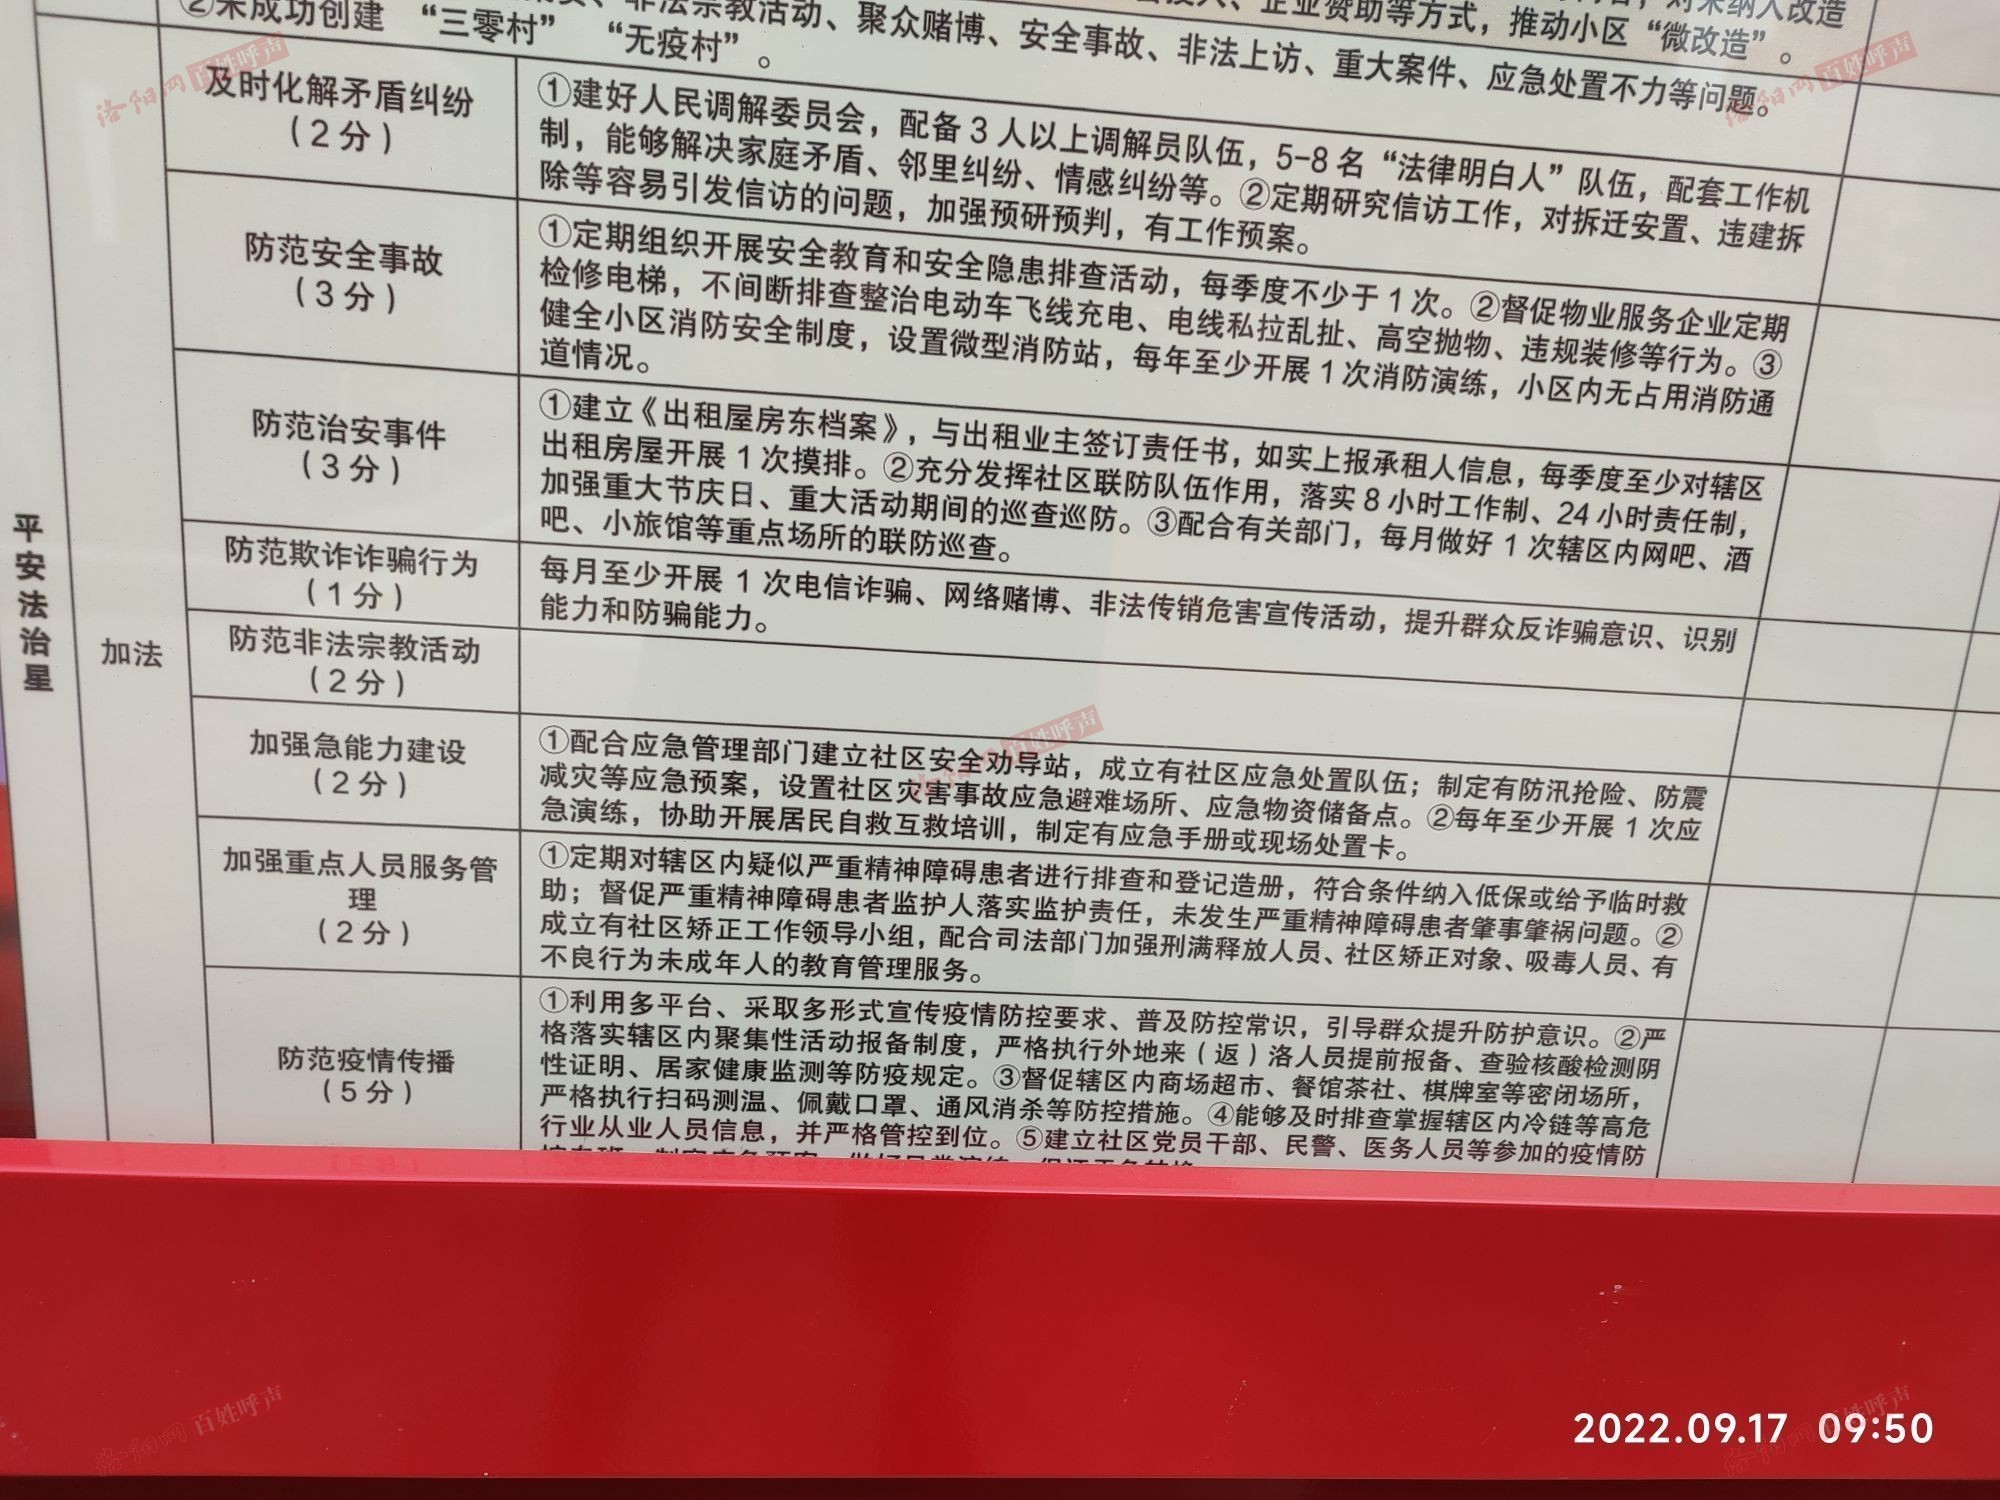 对未纳入改造
企业赞助等方式，推动小区“微改造”。
非法宗教活动、聚众赌博、安全事故、非法上访、重大案件、应急处置不力等问题。
②未成功创建 “三零村” “无疫村”。
平安法治星
加法
及时化解矛盾纠纷
（2分）
①建好人民调解委员会，配备3人以上调解员队伍，5-8名“法律明白人”队伍，配套工作机
制，能够解决家庭矛盾、邻里纠纷、情感纠纷等。②定期研究信访工作，对拆迁安置、违建拆
除等容易引发信访的问题，加强预研预判，有工作预案。
防范安全事故
（3分）
①定期组织开展安全教育和安全隐患排查活动，每季度不少于1次。②督促物业服务企业定期
检修电梯，不间断排查整治电动车飞线充电、电线私拉乱扯、高空抛物、违规装修等行为。③
健全小区消防安全制度，设置微型消防站，每年至少开展1次消防演练，小区内无占用消防通
道情况。
防范治安事件
（3分）
①建立《出租屋房东档案》，与出租业主签订责任书，如实上报承租人信息，每季度至少对辖区
出租房屋开展1次摸排。②充分发挥社区联防队伍作用，落实8小时工作制、24小时责任制，
加强重大节庆日、重大活动期间的巡查巡防。③配合有关部门，每月做好1次辖区内网吧、酒
吧、小旅馆等重点场所的联防巡查。
防范欺诈诈骗行为
（1分）
每月至少开展1次电信诈骗、网络赌博、非法传销危害宣传活动，提升群众反诈骗意识、识别
能力和防骗能力。
防范非法宗教活动
（2分）
加强急能力建设
（2分）
①配合应急管理部门建立社区安全劝导站，成立有社区应急处置队伍；制定有防汛抢险、防震
减灾等应急预案，设置社区灾害事故应急避难场所、应急物资储备点。②每年至少开展1次应
急演练，协助开展居民自救互救培训，制定有应急手册或现场处置卡。
加强重点人员服务管
理
（2分）
①定期对辖区内疑似严重精神障碍患者进行排查和登记造册，符合条件纳入低保或给予临时救
助；督促严重精神障碍患者监护人落实监护责任，未发生严重精神障碍患者肇事肇祸问题。②
成立有社区矫正工作领导小组，配合司法部门加强刑满释放人员、社区矫正对象、吸毒人员、有
不良行为未成年人的教育管理服务。
防范疫情传播
（5分）
①利用多平台、采取多形式宣传疫情防控要求、普及防控常识，引导群众提升防护意识。②严
格落实辖区内聚集性活动报备制度，严格执行外地来（返）洛人员提前报备、查验核酸检测阴
性证明、居家健康监测等防疫规定。③督促辖区内商场超市、餐馆茶社、棋牌室等密闭场所，
严格执行扫码测温、佩戴口罩、通风消杀等防控措施。④能够及时排查掌握辖区内冷链等高危
行业从业人员信息，并严格管控到位。⑤建立社区党员干部、民警、医务人员等参加的疫情防
洛阳网 百姓呼声
洛阳网 百姓呼声
洛阳网 百姓呼声
洛阳网 百姓呼声
洛阳网 百姓呼声
2022.09.17 09:50